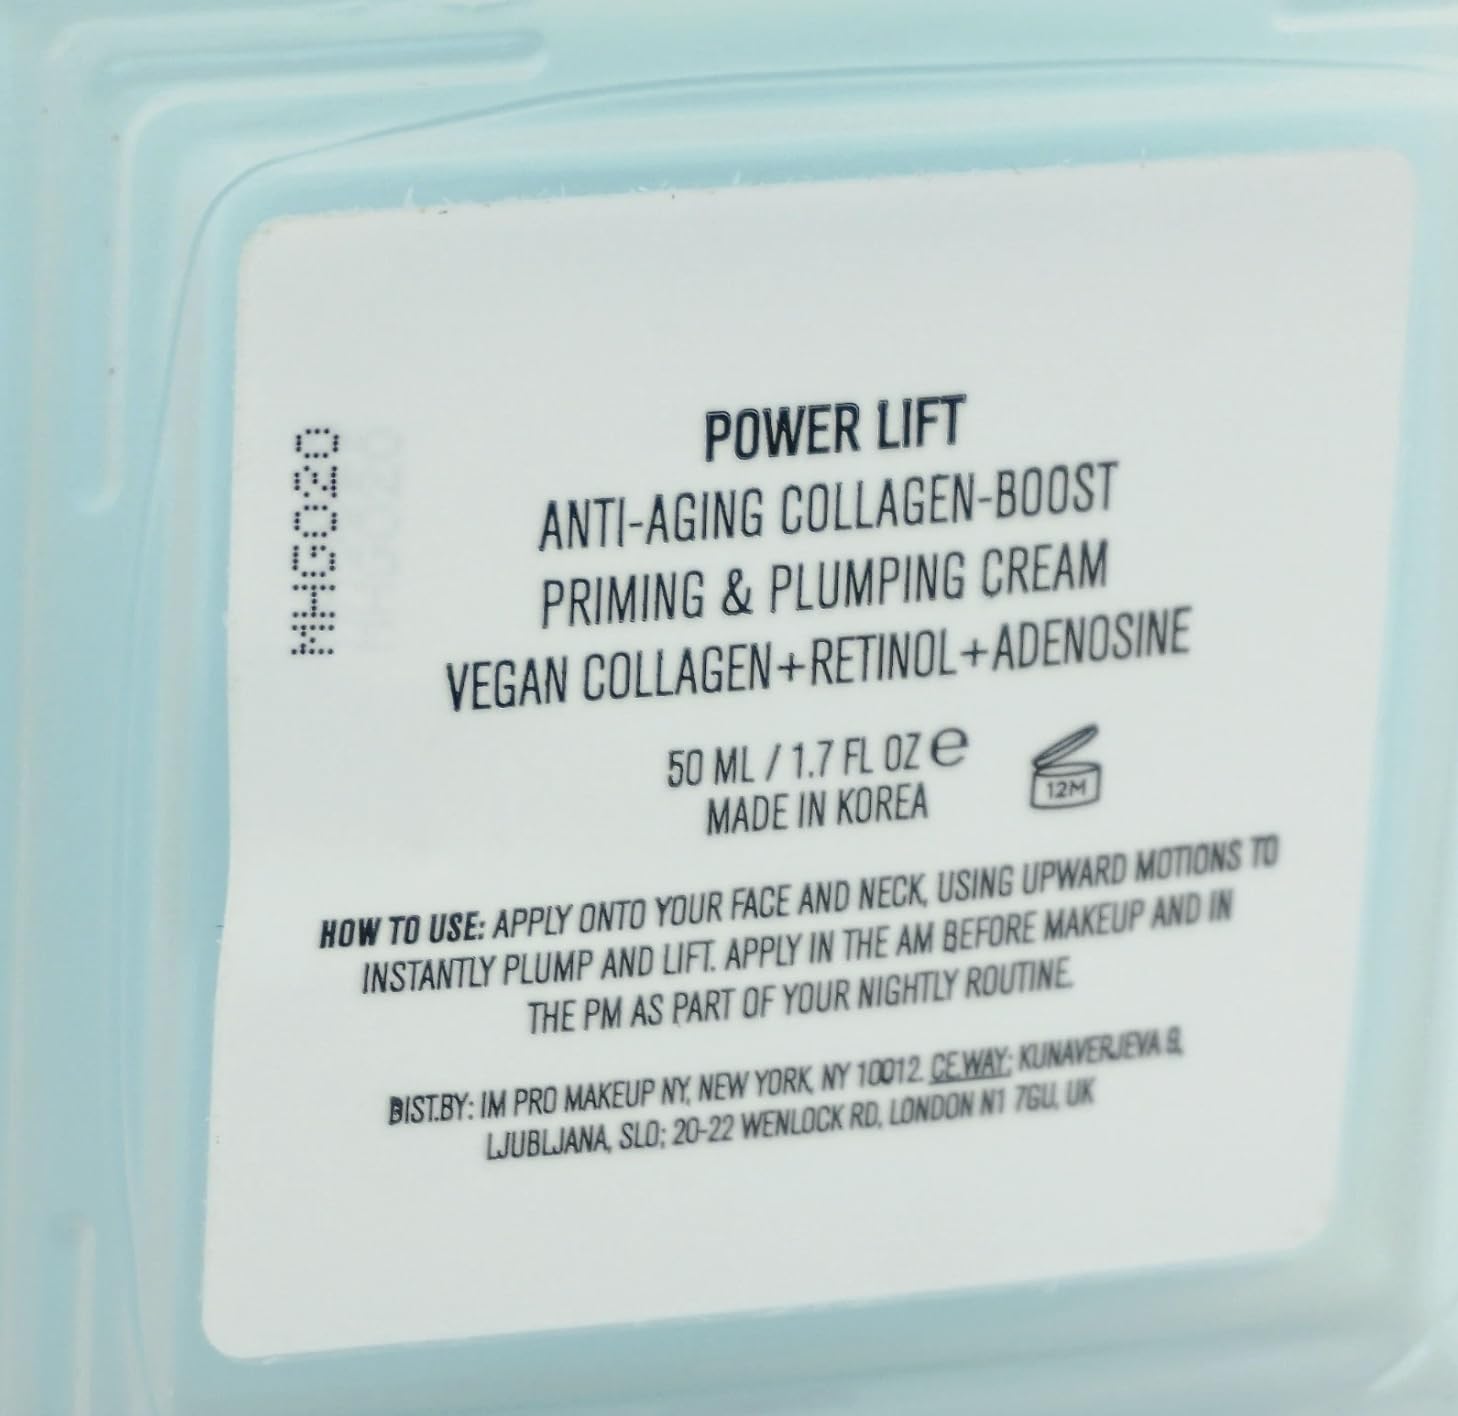 MHG020
POWER LIFT
ANTI-AGING COLLAGEN-BOOST
PRIMING & PLUMPING CREAM
VEGAN COLLAGEN+RETINOL+ADENOSINE
50 ML / 1.7 FL OZ e
12M
MADE IN KOREA
HOW TO USE: APPLY ONTO YOUR FACE AND NECK, USING UPWARD MOTIONS TO
INSTANTLY PLUMP AND LIFT. APPLY IN THE AM BEFORE MAKEUP AND IN
THE PM AS PART OF YOUR NIGHTLY ROUTINE.
DIST.BY: IM PRO MAKEUP NY, NEW YORK, NY 10012. CE.WAY: KUNAVERJEVA 9,
LJUBLJANA, SLO; 20-22 WENLOCK RD, LONDON N1 7GU, UK